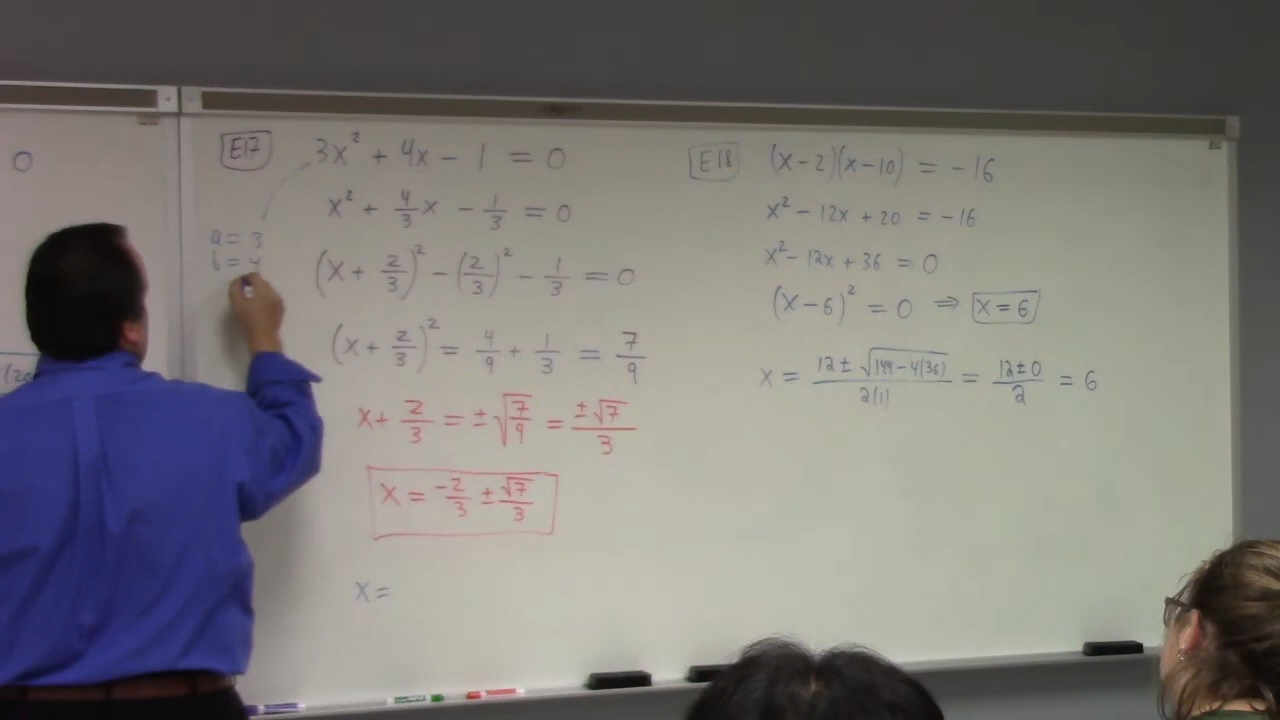 0
(20
E17
3x² + 4x - 1 = 0
x² + 4/3 x - 1/3 = 0
a = 3
b = 4
(x + 2/3)² - (2/3)² - 1/3 = 0
(x + 2/3)² = 4/9 + 1/3 = 7/9
x + 2/3 = ± √(7/9) = ±√7/3
x = -2/3 ± √7/3
x =
E18
(x-2)(x-10) = -16
x² - 12x + 20 = -16
x² - 12x + 36 = 0
(x-6)² = 0 ⇒ x = 6
x = (12 ± √(144-4(36)))/2(1) = (12±0)/2 = 6